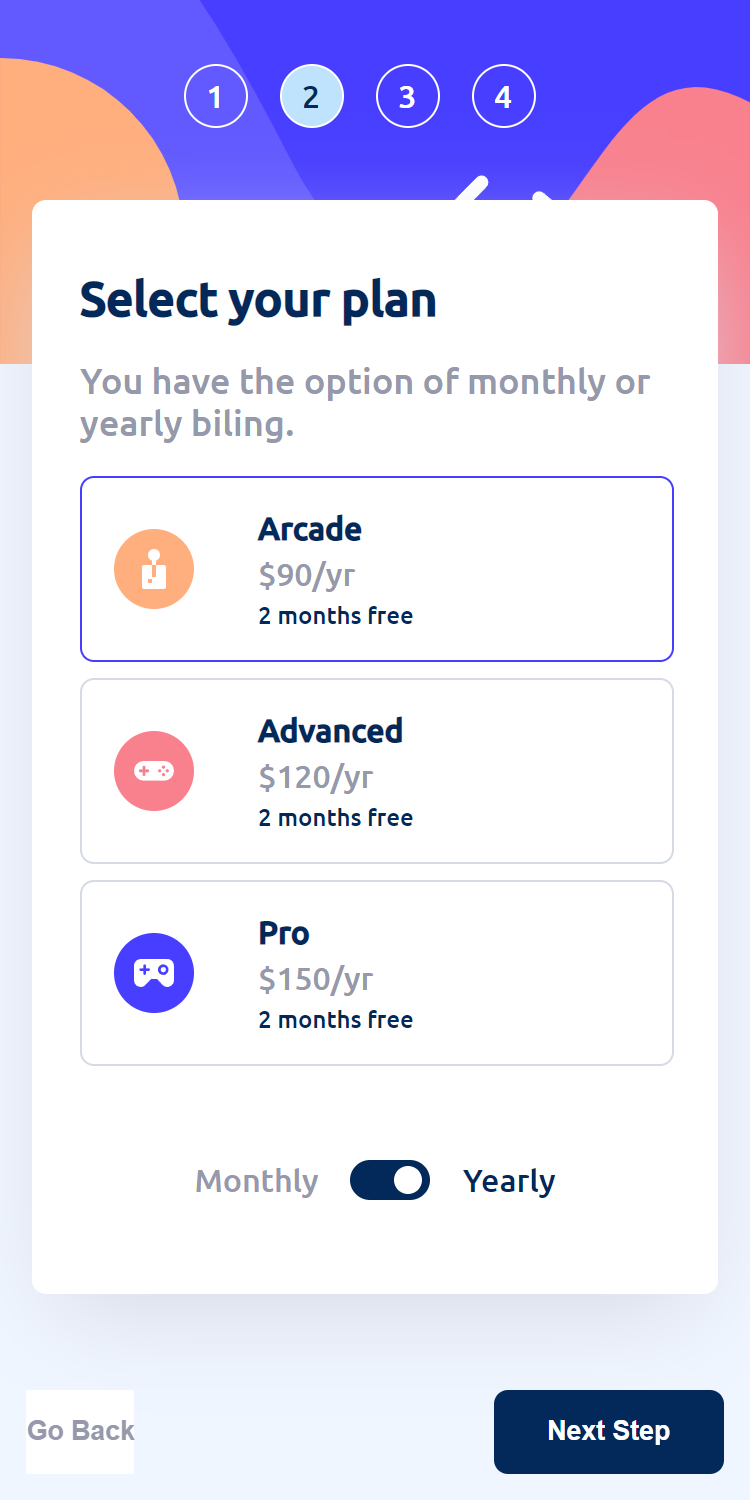 1 2 3 4
Select your plan
You have the option of monthly or
yearly biling.
Arcade
$90/yr
2 months free
Advanced
$120/yr
2 months free
Pro
$150/yr
2 months free
Monthly Yearly
Go Back Next Step